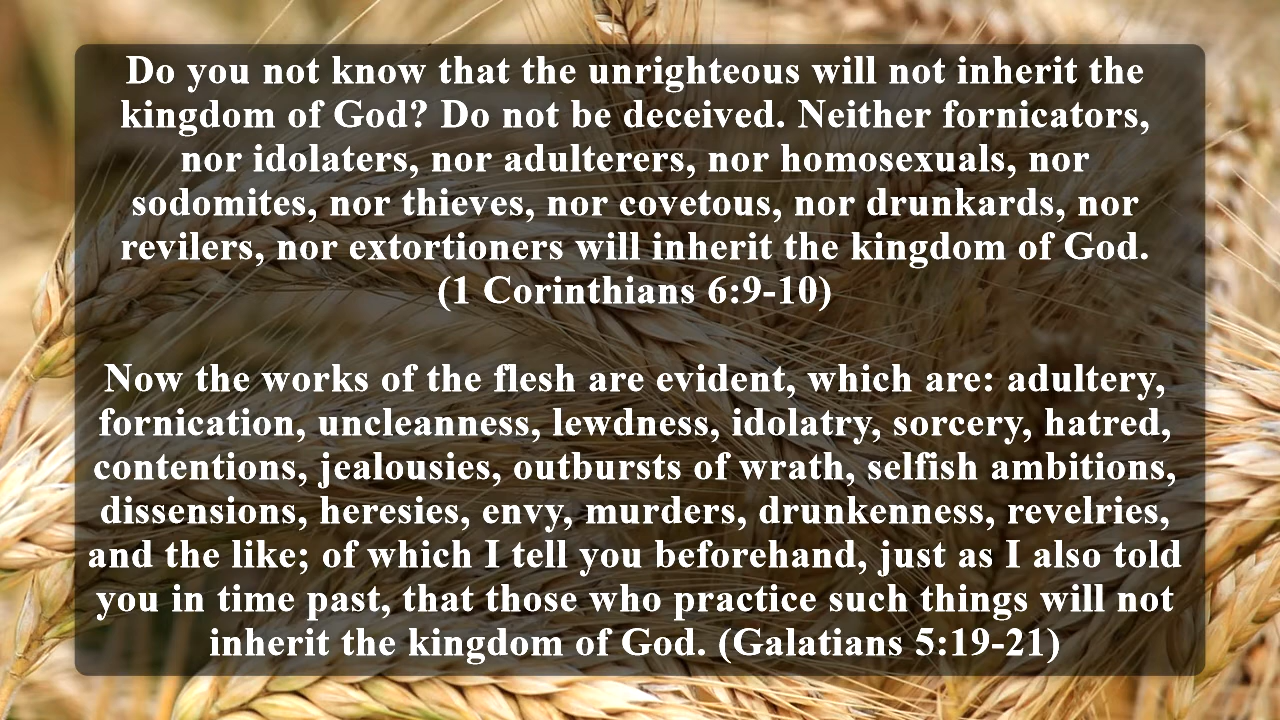 Do you not know that the unrighteous will not inherit the
kingdom of God? Do not be deceived. Neither fornicators,
nor idolaters, nor adulterers, nor homosexuals, nor
sodomites, nor thieves, nor covetous, nor drunkards, nor
revilers, nor extortioners will inherit the kingdom of God.
(1 Corinthians 6:9-10)
Now the works of the flesh are evident, which are: adultery,
fornication, uncleanness, lewdness, idolatry, sorcery, hatred,
contentions, jealousies, outbursts of wrath, selfish ambitions,
dissensions, heresies, envy, murders, drunkenness, revelries,
and the like; of which I tell you beforehand, just as I also told
you in time past, that those who practice such things will not
inherit the kingdom of God. (Galatians 5:19-21)